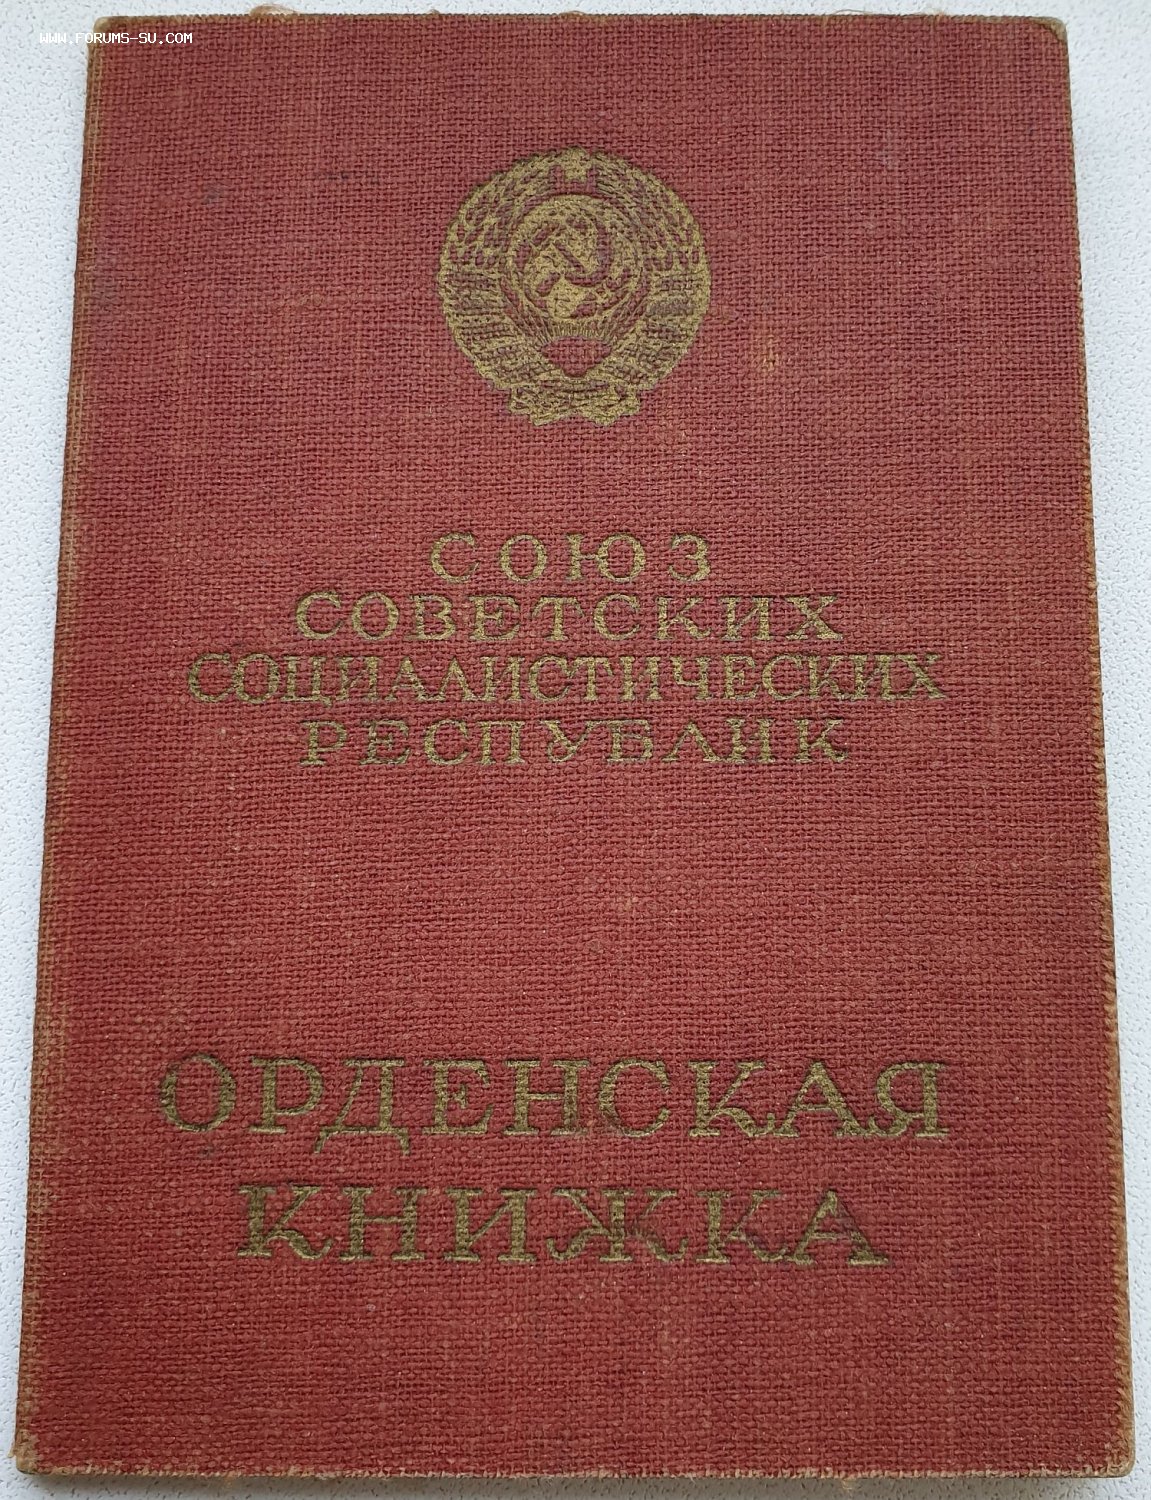 WWW.FORUMS-SU.COM
СОЮЗ
СОВЕТСКИХ
СОЦИАЛИСТИЧЕСКИХ
РЕСПУБЛИК
ОРДЕНСКАЯ
КНИЖКА